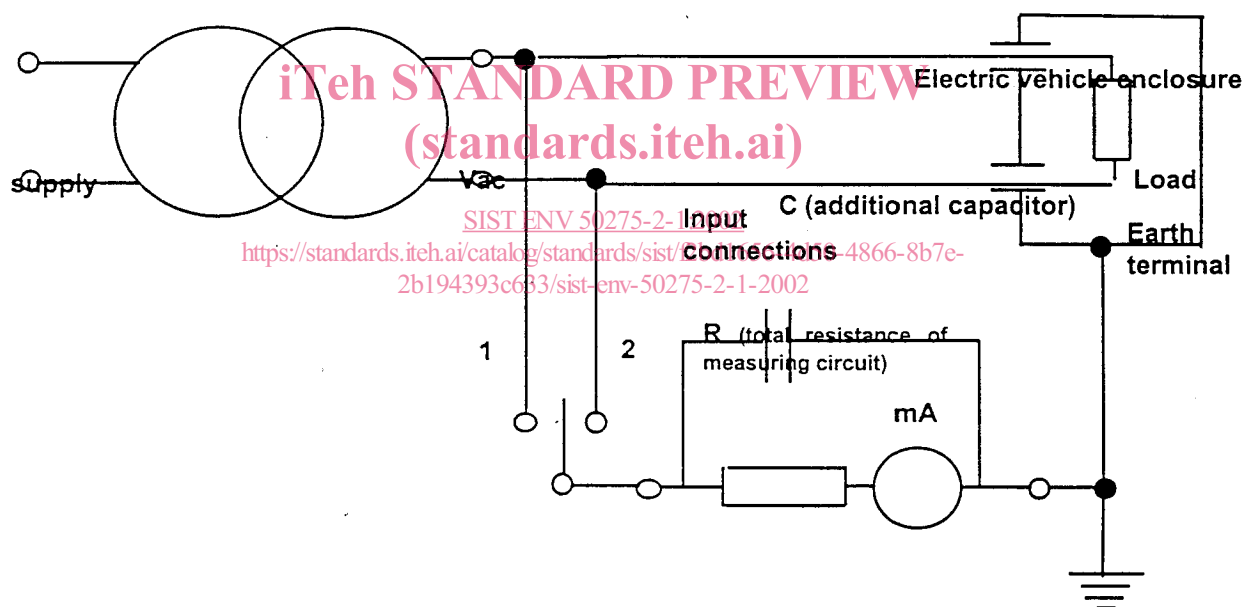 iTeh STANDARD PREVIEW
(standards.iteh.ai)
Electric vehicle enclosure
supply
Vac
Load
C (additional capacitor)
SIST ENV 50275-2-1:2002
Input
connections
Earth
terminal
https://standards.iteh.ai/catalog/standards/sist/
-4866-8b7e-
2b194393c633/sist-env-50275-2-1-2002
1
2
R (total resistance of
measuring circuit)
mA